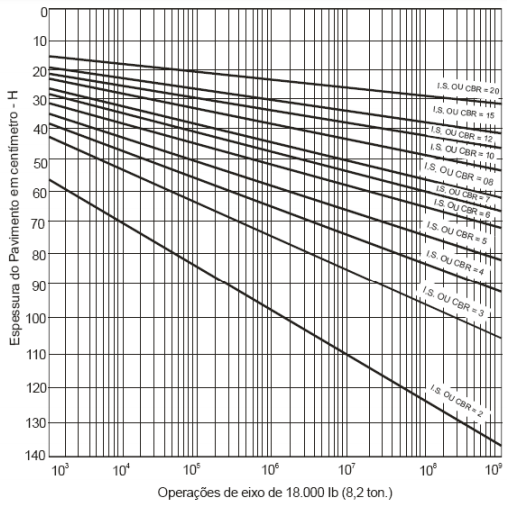 0
10
20
30
40
50
60
70
80
90
100
110
120
130
140
Espessura do Pavimento em centímetro - H
I.S. OU CBR = 20
I.S. OU CBR = 15
I.S. OU CBR = 12
I.S. OU CBR = 10
I.S. OU CBR = 08
I.S. OU CBR = 7
I.S. OU CBR = 6
I.S. OU CBR = 5
I.S. OU CBR = 4
I.S. OU CBR = 3
I.S. OU CBR = 2
10³ 10⁴ 10⁵ 10⁶ 10⁷ 10⁸ 10⁹
Operações de eixo de 18.000 lb (8,2 ton.)